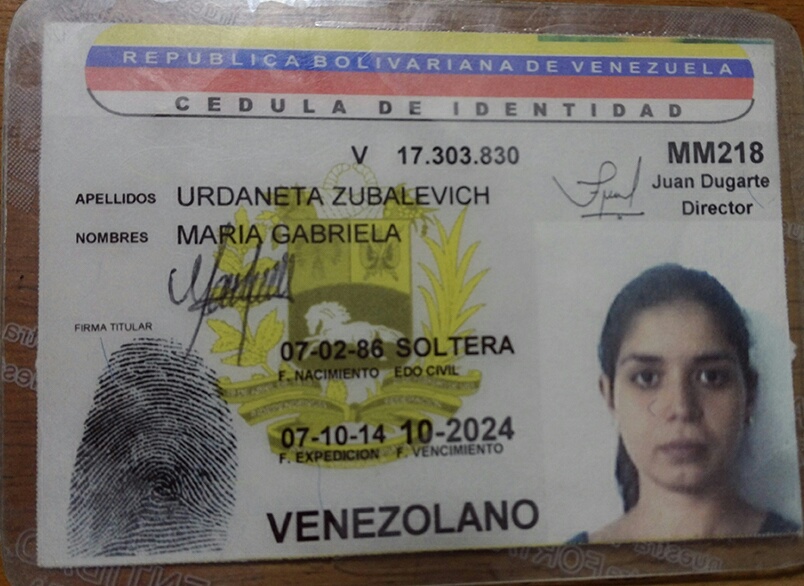 REPUBLICA BOLIVARIANA DE VENEZUELA
CEDULA DE IDENTIDAD
V 17.303.830
MM218
Juan Dugarte
Director
APELLIDOS URDANETA ZUBALEVICH
NOMBRES MARIA GABRIELA
FIRMA TITULAR
07-02-86 SOLTERA
F. NACIMIENTO EDO CIVIL
07-10-14 10-2024
F. EXPEDICION F. VENCIMIENTO
VENEZOLANO